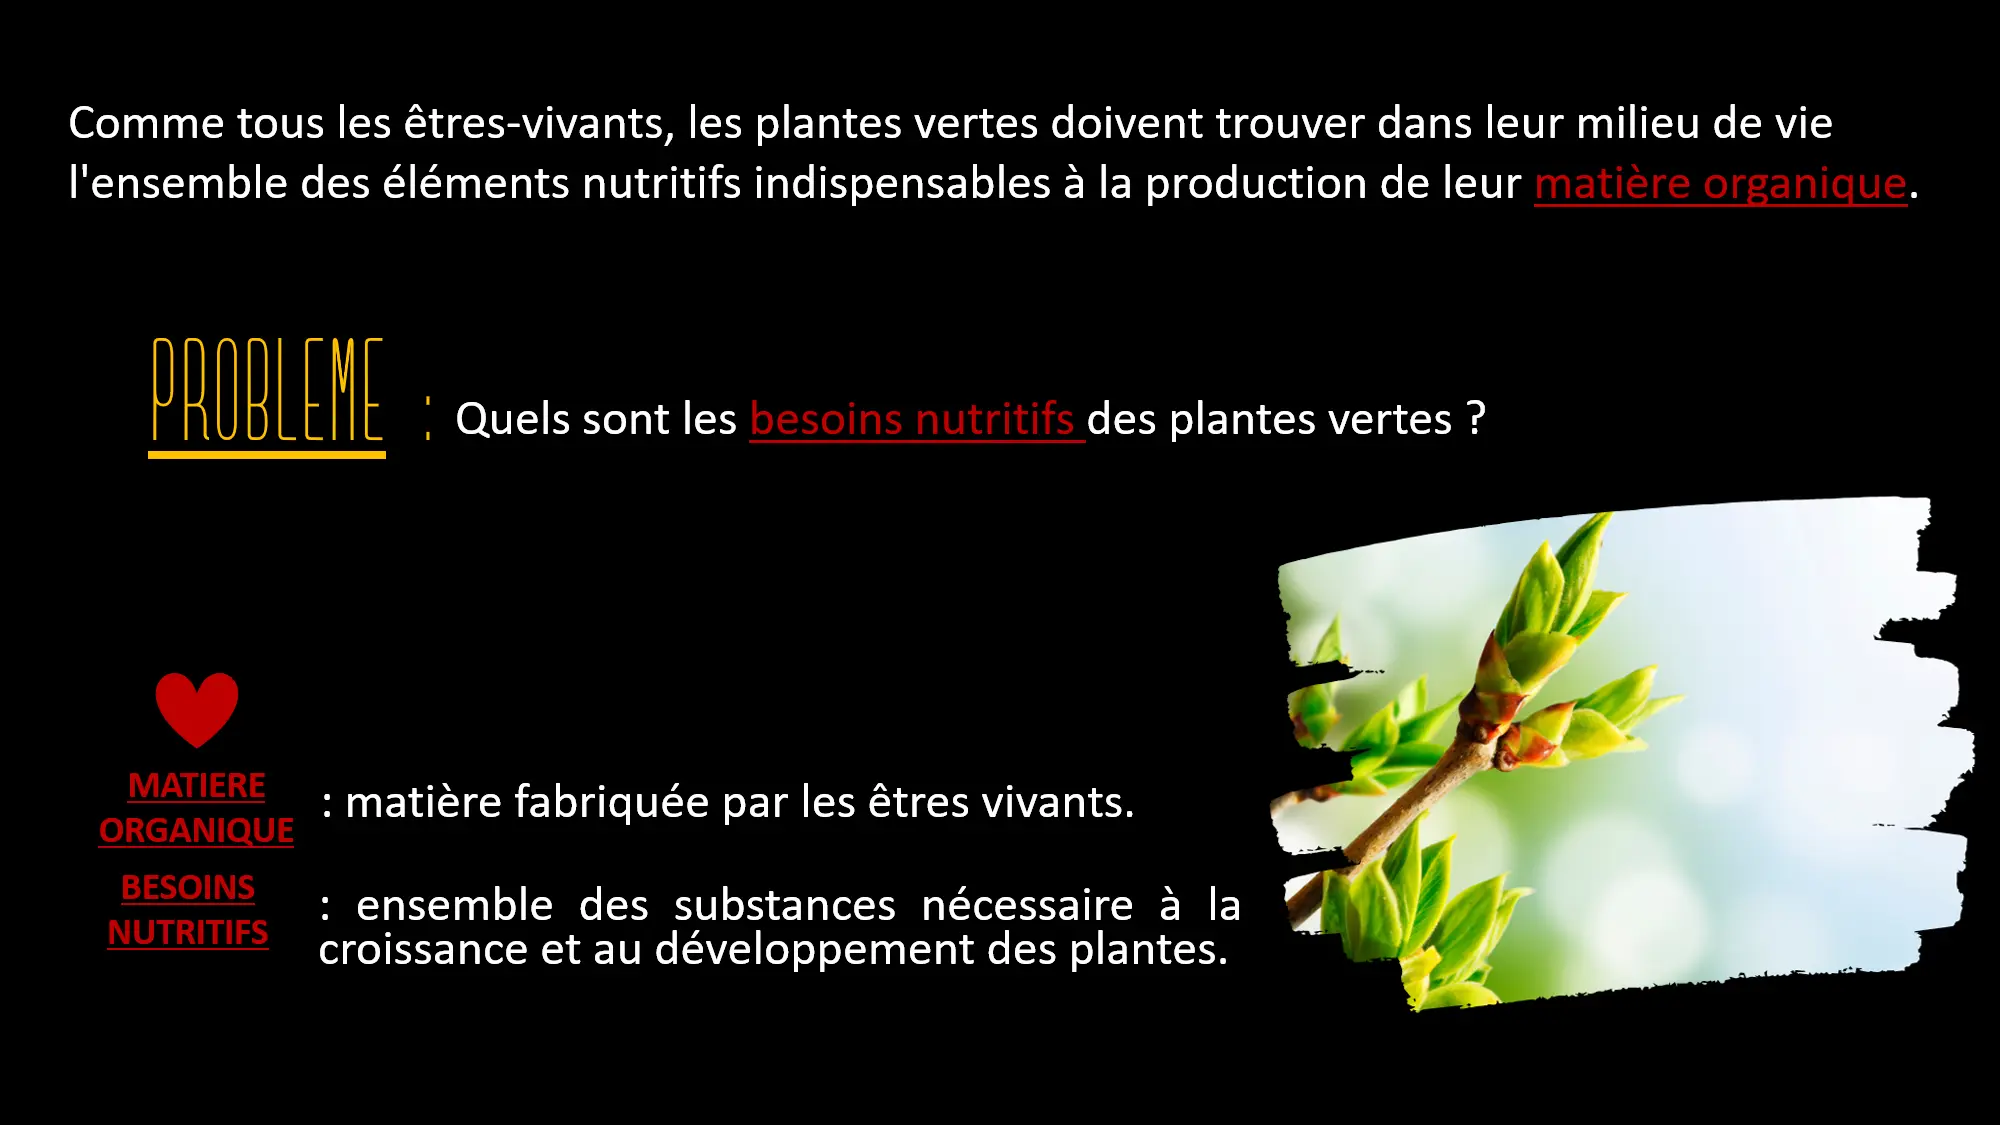 Comme tous les êtres-vivants, les plantes vertes doivent trouver dans leur milieu de vie
l'ensemble des éléments nutritifs indispensables à la production de leur matière organique.
PROBLEME : Quels sont les besoins nutritifs des plantes vertes ?
MATIERE
ORGANIQUE
: matière fabriquée par les êtres vivants.
BESOINS
NUTRITIFS
: ensemble des substances nécessaire à la
croissance et au développement des plantes.